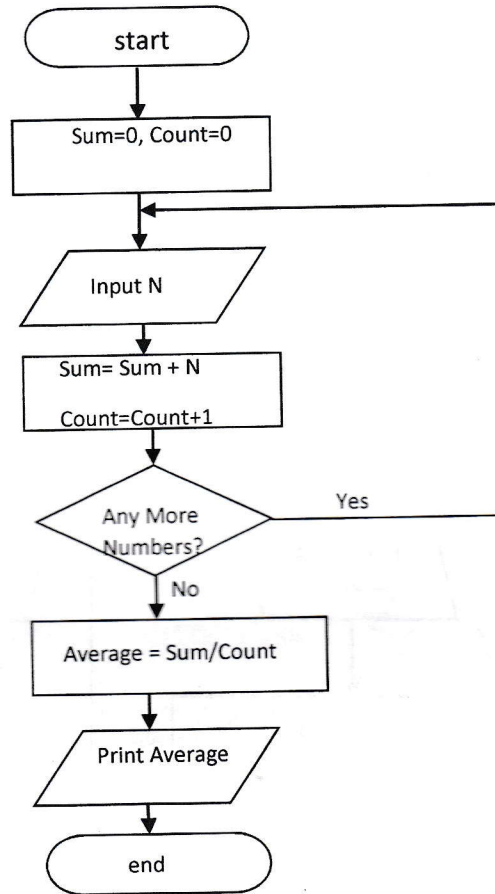 start
Sum=0, Count=0
Input N
Sum= Sum + N
Count=Count+1
Any More
Numbers?
Yes
No
Average = Sum/Count
Print Average
end